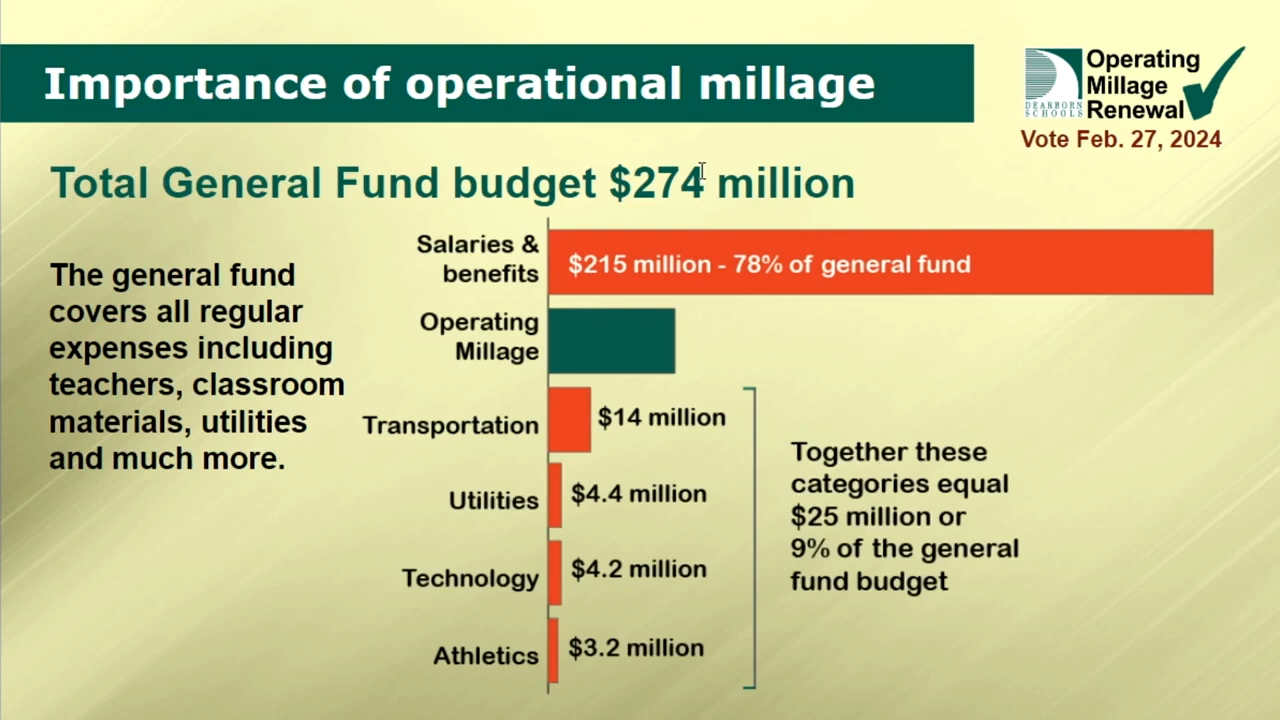 Importance of operational millage
DEARBORN
SCHOOLS
Operating
Millage
Renewal
Vote Feb. 27, 2024
Total General Fund budget $274 million
The general fund
covers all regular
expenses including
teachers, classroom
materials, utilities
and much more.
Salaries &
benefits
$215 million - 78% of general fund
Operating
Millage
Transportation
$14 million
Utilities
$4.4 million
Technology
$4.2 million
Athletics
$3.2 million
Together these
categories equal
$25 million or
9% of the general
fund budget